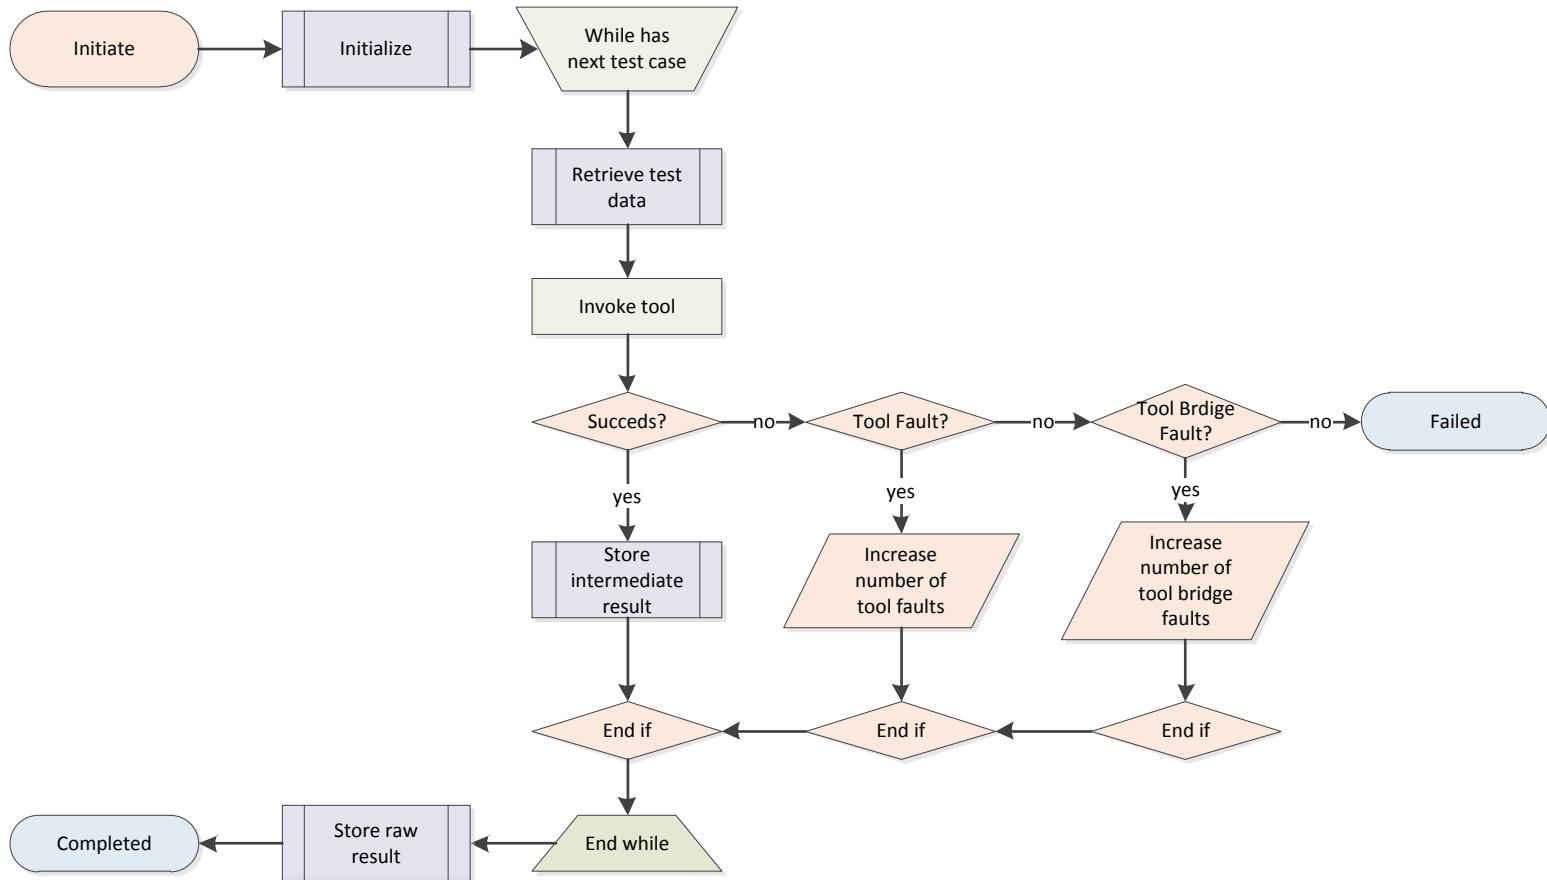 Initiate
Initialize
While has
next test case
Retrieve test
data
Invoke tool
Succeds?
no
Tool Fault?
no
Tool Brdige
Fault?
no
Failed
yes
yes
yes
Store
intermediate
result
Increase
number of
tool faults
Increase
number of
tool bridge
faults
End if
End if
End if
Completed
Store raw
result
End while